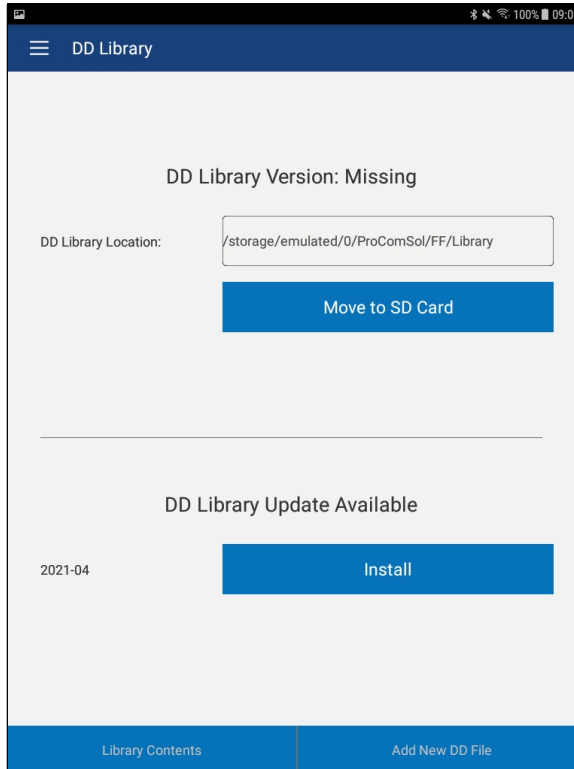 100% 09:0
DD Library
DD Library Version: Missing
DD Library Location:
/storage/emulated/0/ProComSol/FF/Library
Move to SD Card
DD Library Update Available
2021-04
Install
Library Contents
Add New DD File